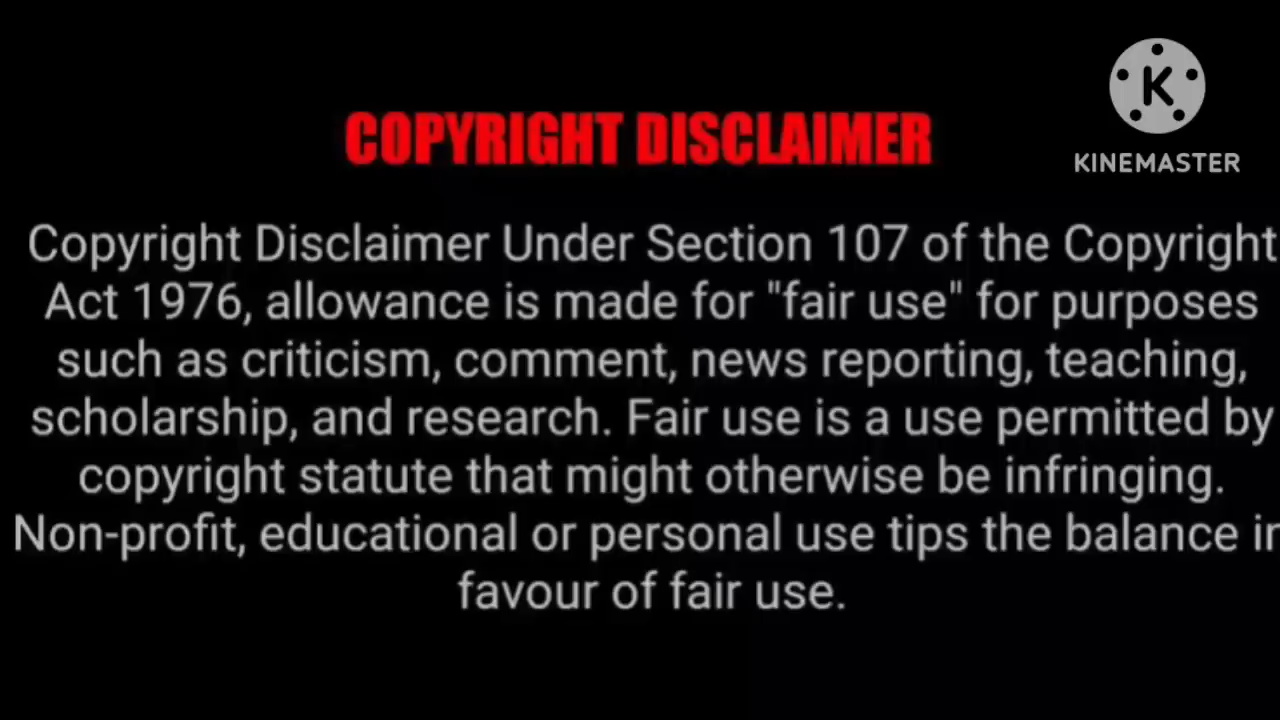 COPYRIGHT DISCLAIMER
K
KINEMASTER
Copyright Disclaimer Under Section 107 of the Copyright
Act 1976, allowance is made for "fair use" for purposes
such as criticism, comment, news reporting, teaching,
scholarship, and research. Fair use is a use permitted by
copyright statute that might otherwise be infringing.
Non-profit, educational or personal use tips the balance in
favour of fair use.